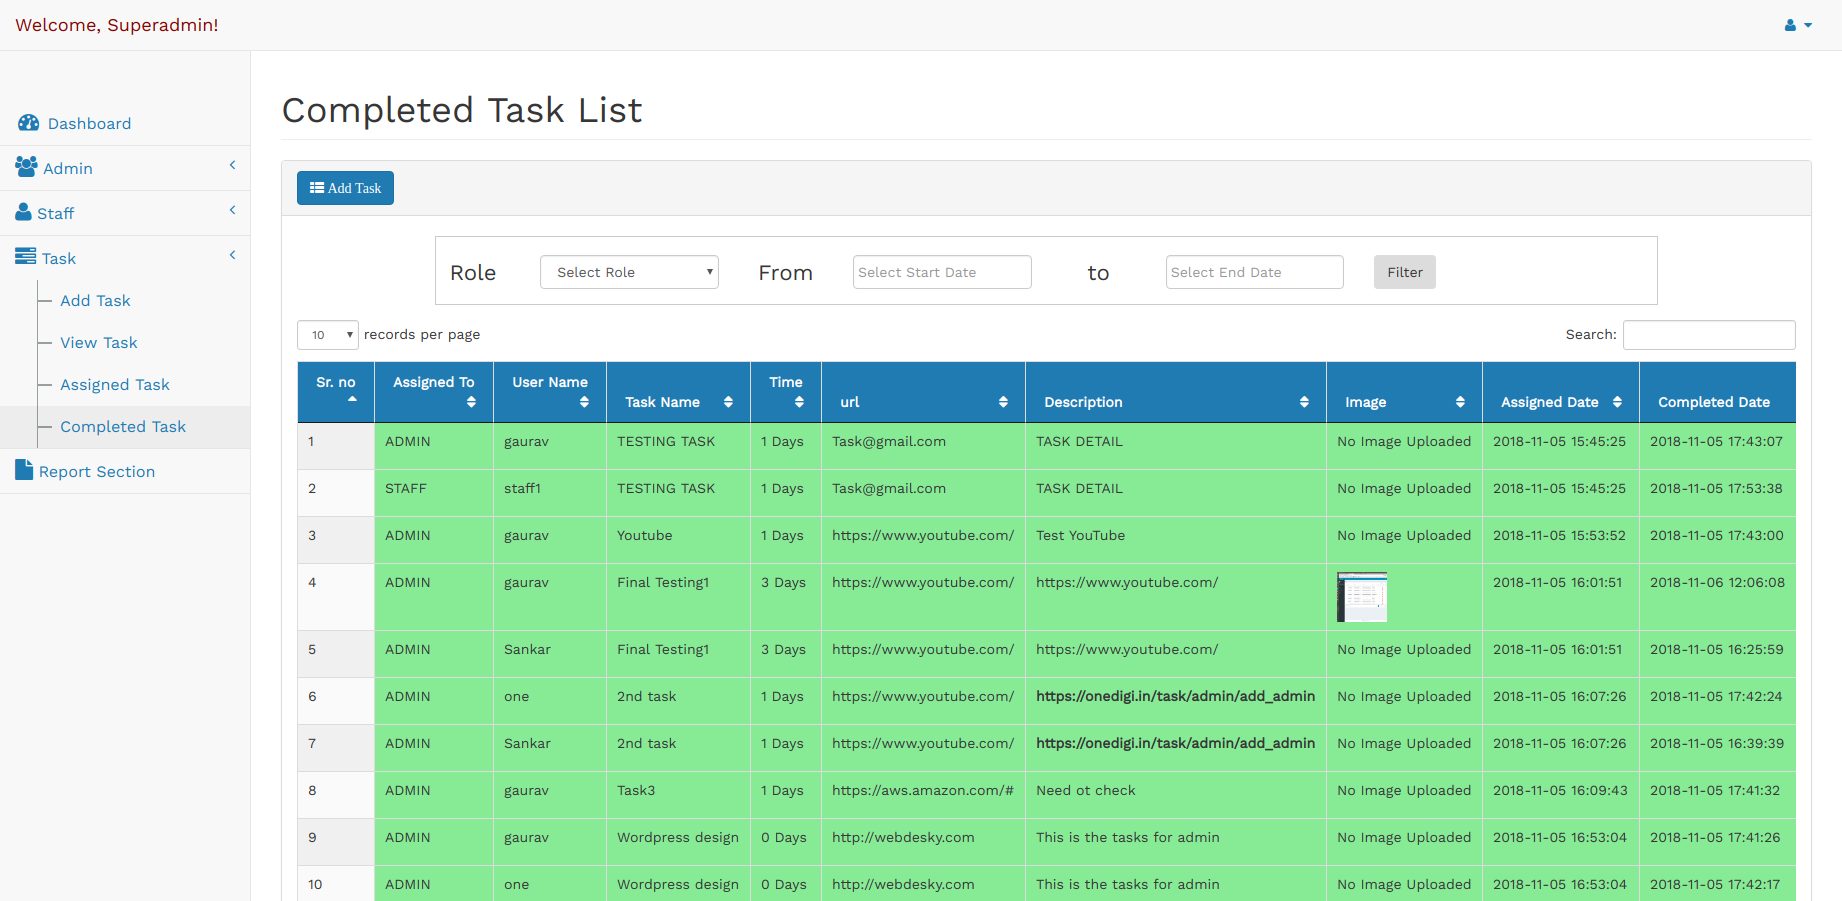 Welcome, Superadmin!
Dashboard
Admin
Staff
Task
Add Task
View Task
Assigned Task
Completed Task
Report Section
Completed Task List
Add Task
Role Select Role From Select Start Date to Select End Date Filter
10 records per page Search:
Sr. no Assigned To User Name Task Name Time url Description Image Assigned Date Completed Date
1 ADMIN gaurav TESTING TASK 1 Days Task@gmail.com TASK DETAIL No Image Uploaded 2018-11-05 15:45:25 2018-11-05 17:43:07
2 STAFF staff1 TESTING TASK 1 Days Task@gmail.com TASK DETAIL No Image Uploaded 2018-11-05 15:45:25 2018-11-05 17:53:38
3 ADMIN gaurav Youtube 1 Days https://www.youtube.com/ Test YouTube No Image Uploaded 2018-11-05 15:53:52 2018-11-05 17:43:00
4 ADMIN gaurav Final Testing1 3 Days https://www.youtube.com/ https://www.youtube.com/ 2018-11-05 16:01:51 2018-11-06 12:06:08
5 ADMIN Sankar Final Testing1 3 Days https://www.youtube.com/ https://www.youtube.com/ No Image Uploaded 2018-11-05 16:01:51 2018-11-05 16:25:59
6 ADMIN one 2nd task 1 Days https://www.youtube.com/ https://onedigi.in/task/admin/add_admin No Image Uploaded 2018-11-05 16:07:26 2018-11-05 17:42:24
7 ADMIN Sankar 2nd task 1 Days https://www.youtube.com/ https://onedigi.in/task/admin/add_admin No Image Uploaded 2018-11-05 16:07:26 2018-11-05 16:39:39
8 ADMIN gaurav Task3 1 Days https://aws.amazon.com/# Need ot check No Image Uploaded 2018-11-05 16:09:43 2018-11-05 17:41:32
9 ADMIN gaurav Wordpress design 0 Days http://webdesky.com This is the tasks for admin No Image Uploaded 2018-11-05 16:53:04 2018-11-05 17:41:26
10 ADMIN one Wordpress design 0 Days http://webdesky.com This is the tasks for admin No Image Uploaded 2018-11-05 16:53:04 2018-11-05 17:42:17